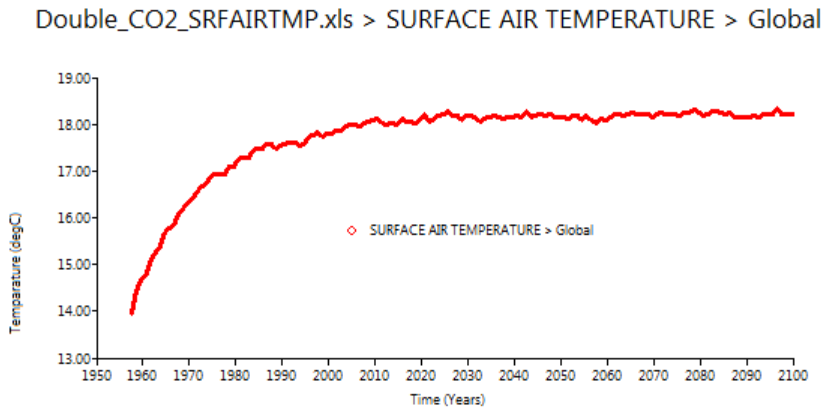 Double_CO2_SRFAIRTMP.xls > SURFACE AIR TEMPERATURE > Global
19.00
18.00
17.00
16.00
15.00
14.00
13.00
Temparature (degC)
SURFACE AIR TEMPERATURE > Global
1950 1960 1970 1980 1990 2000 2010 2020 2030 2040 2050 2060 2070 2080 2090 2100
Time (Years)